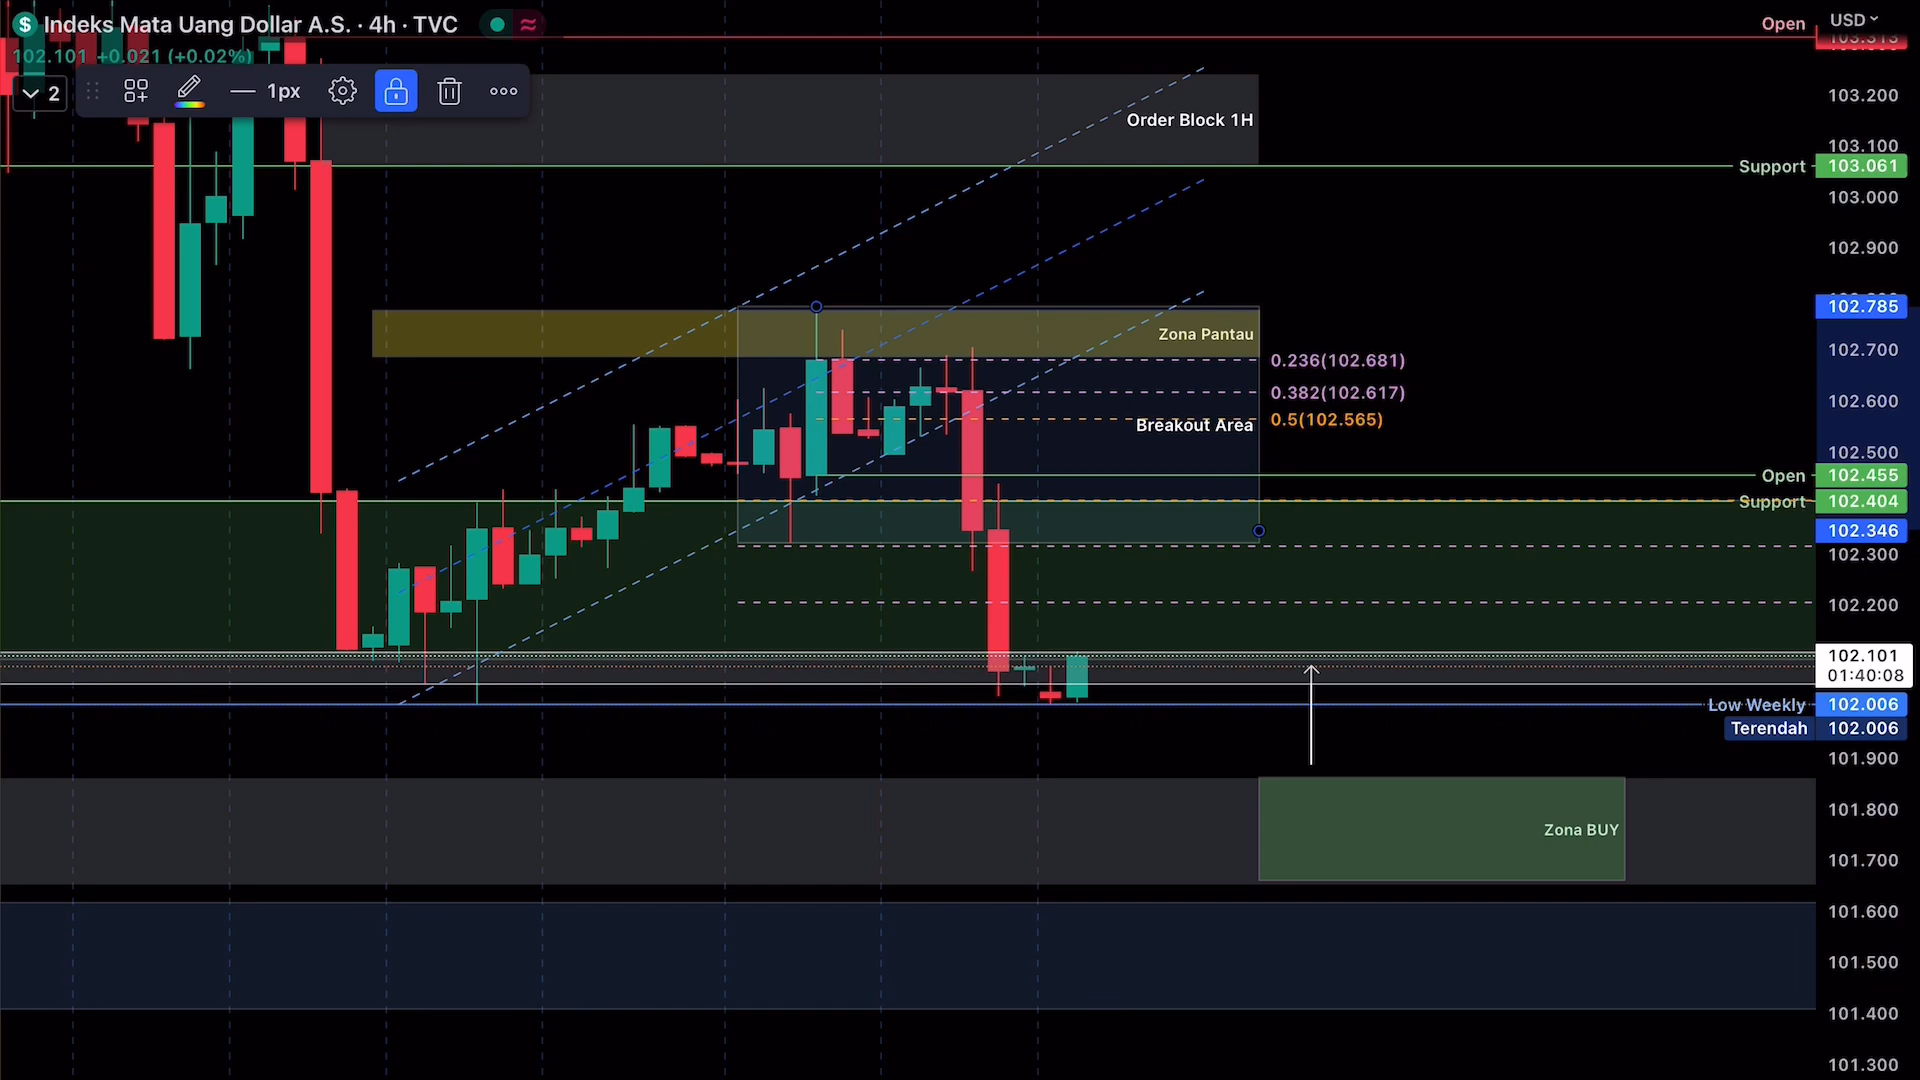 $ Indeks Mata Uang Dollar A.S. · 4h · TVC
102.101 +0.021 (+0.02%)
2
1px
Open
USD
103.313
103.200
Order Block 1H
103.100
Support 103.061
103.000
102.900
102.785
Zona Pantau
102.700
0.236(102.681)
0.382(102.617)
102.600
0.5(102.565)
Breakout Area
102.500
Open 102.455
Support 102.404
102.346
102.300
102.200
102.101
01:40:08
Low Weekly 102.006
Terendah 102.006
101.900
101.800
Zona BUY
101.700
101.600
101.500
101.400
101.300